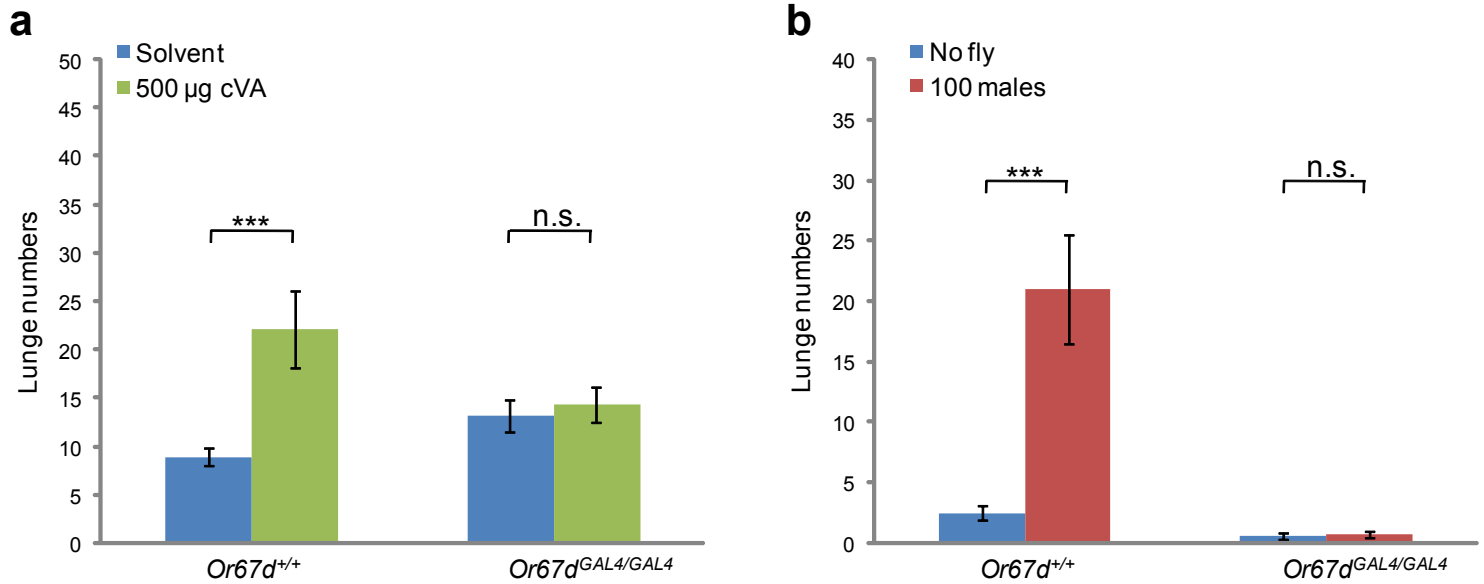 a
Solvent
500 µg cVA
50
45
40
35
30
25
20
15
10
5
0
Lunge numbers
***
n.s.
Or67d+/+
Or67dGAL4/GAL4
b
No fly
100 males
40
35
30
25
20
15
10
5
0
Lunge numbers
***
n.s.
Or67d+/+
Or67dGAL4/GAL4